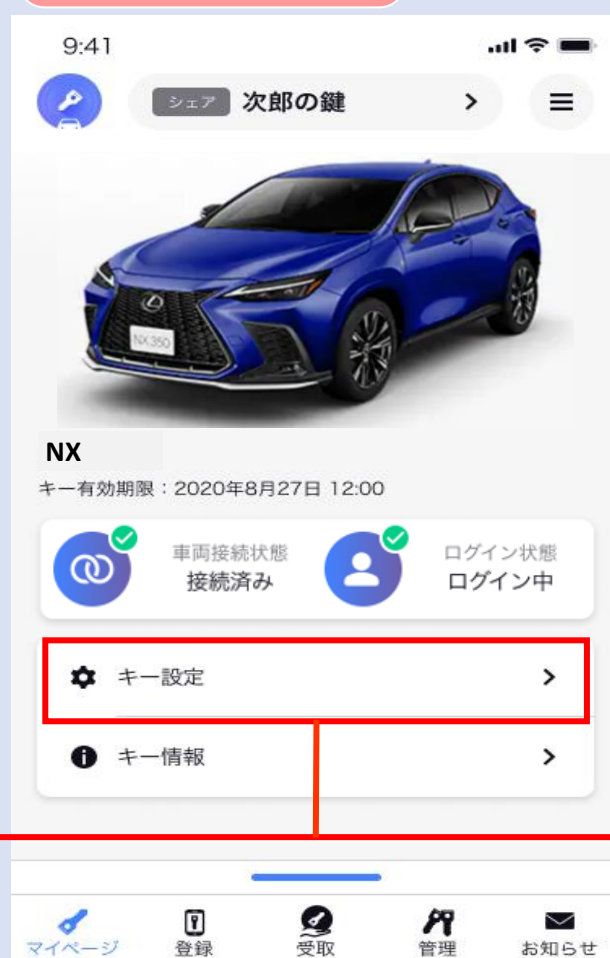 9:41
シェア 次郎の鍵
NX350
NX
キー有効期限：2020年8月27日 12:00
車両接続状態
接続済み
ログイン状態
ログイン中
キー設定
キー情報
マイページ
登録
受取
管理
お知らせ